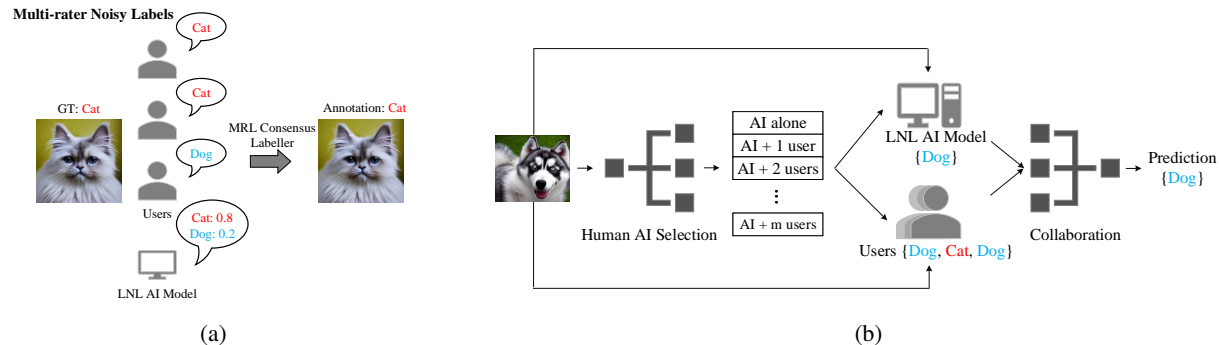 Multi-rater Noisy Labels
Cat
Cat
GT: Cat
Dog
Users
Cat: 0.8
Dog: 0.2
LNL AI Model
MRL Consensus
Labeller
Annotation: Cat
(a)
Human AI Selection
AI alone
AI + 1 user
AI + 2 users
⋮
AI + m users
LNL AI Model
{Dog}
Users {Dog, Cat, Dog}
Collaboration
Prediction
{Dog}
(b)